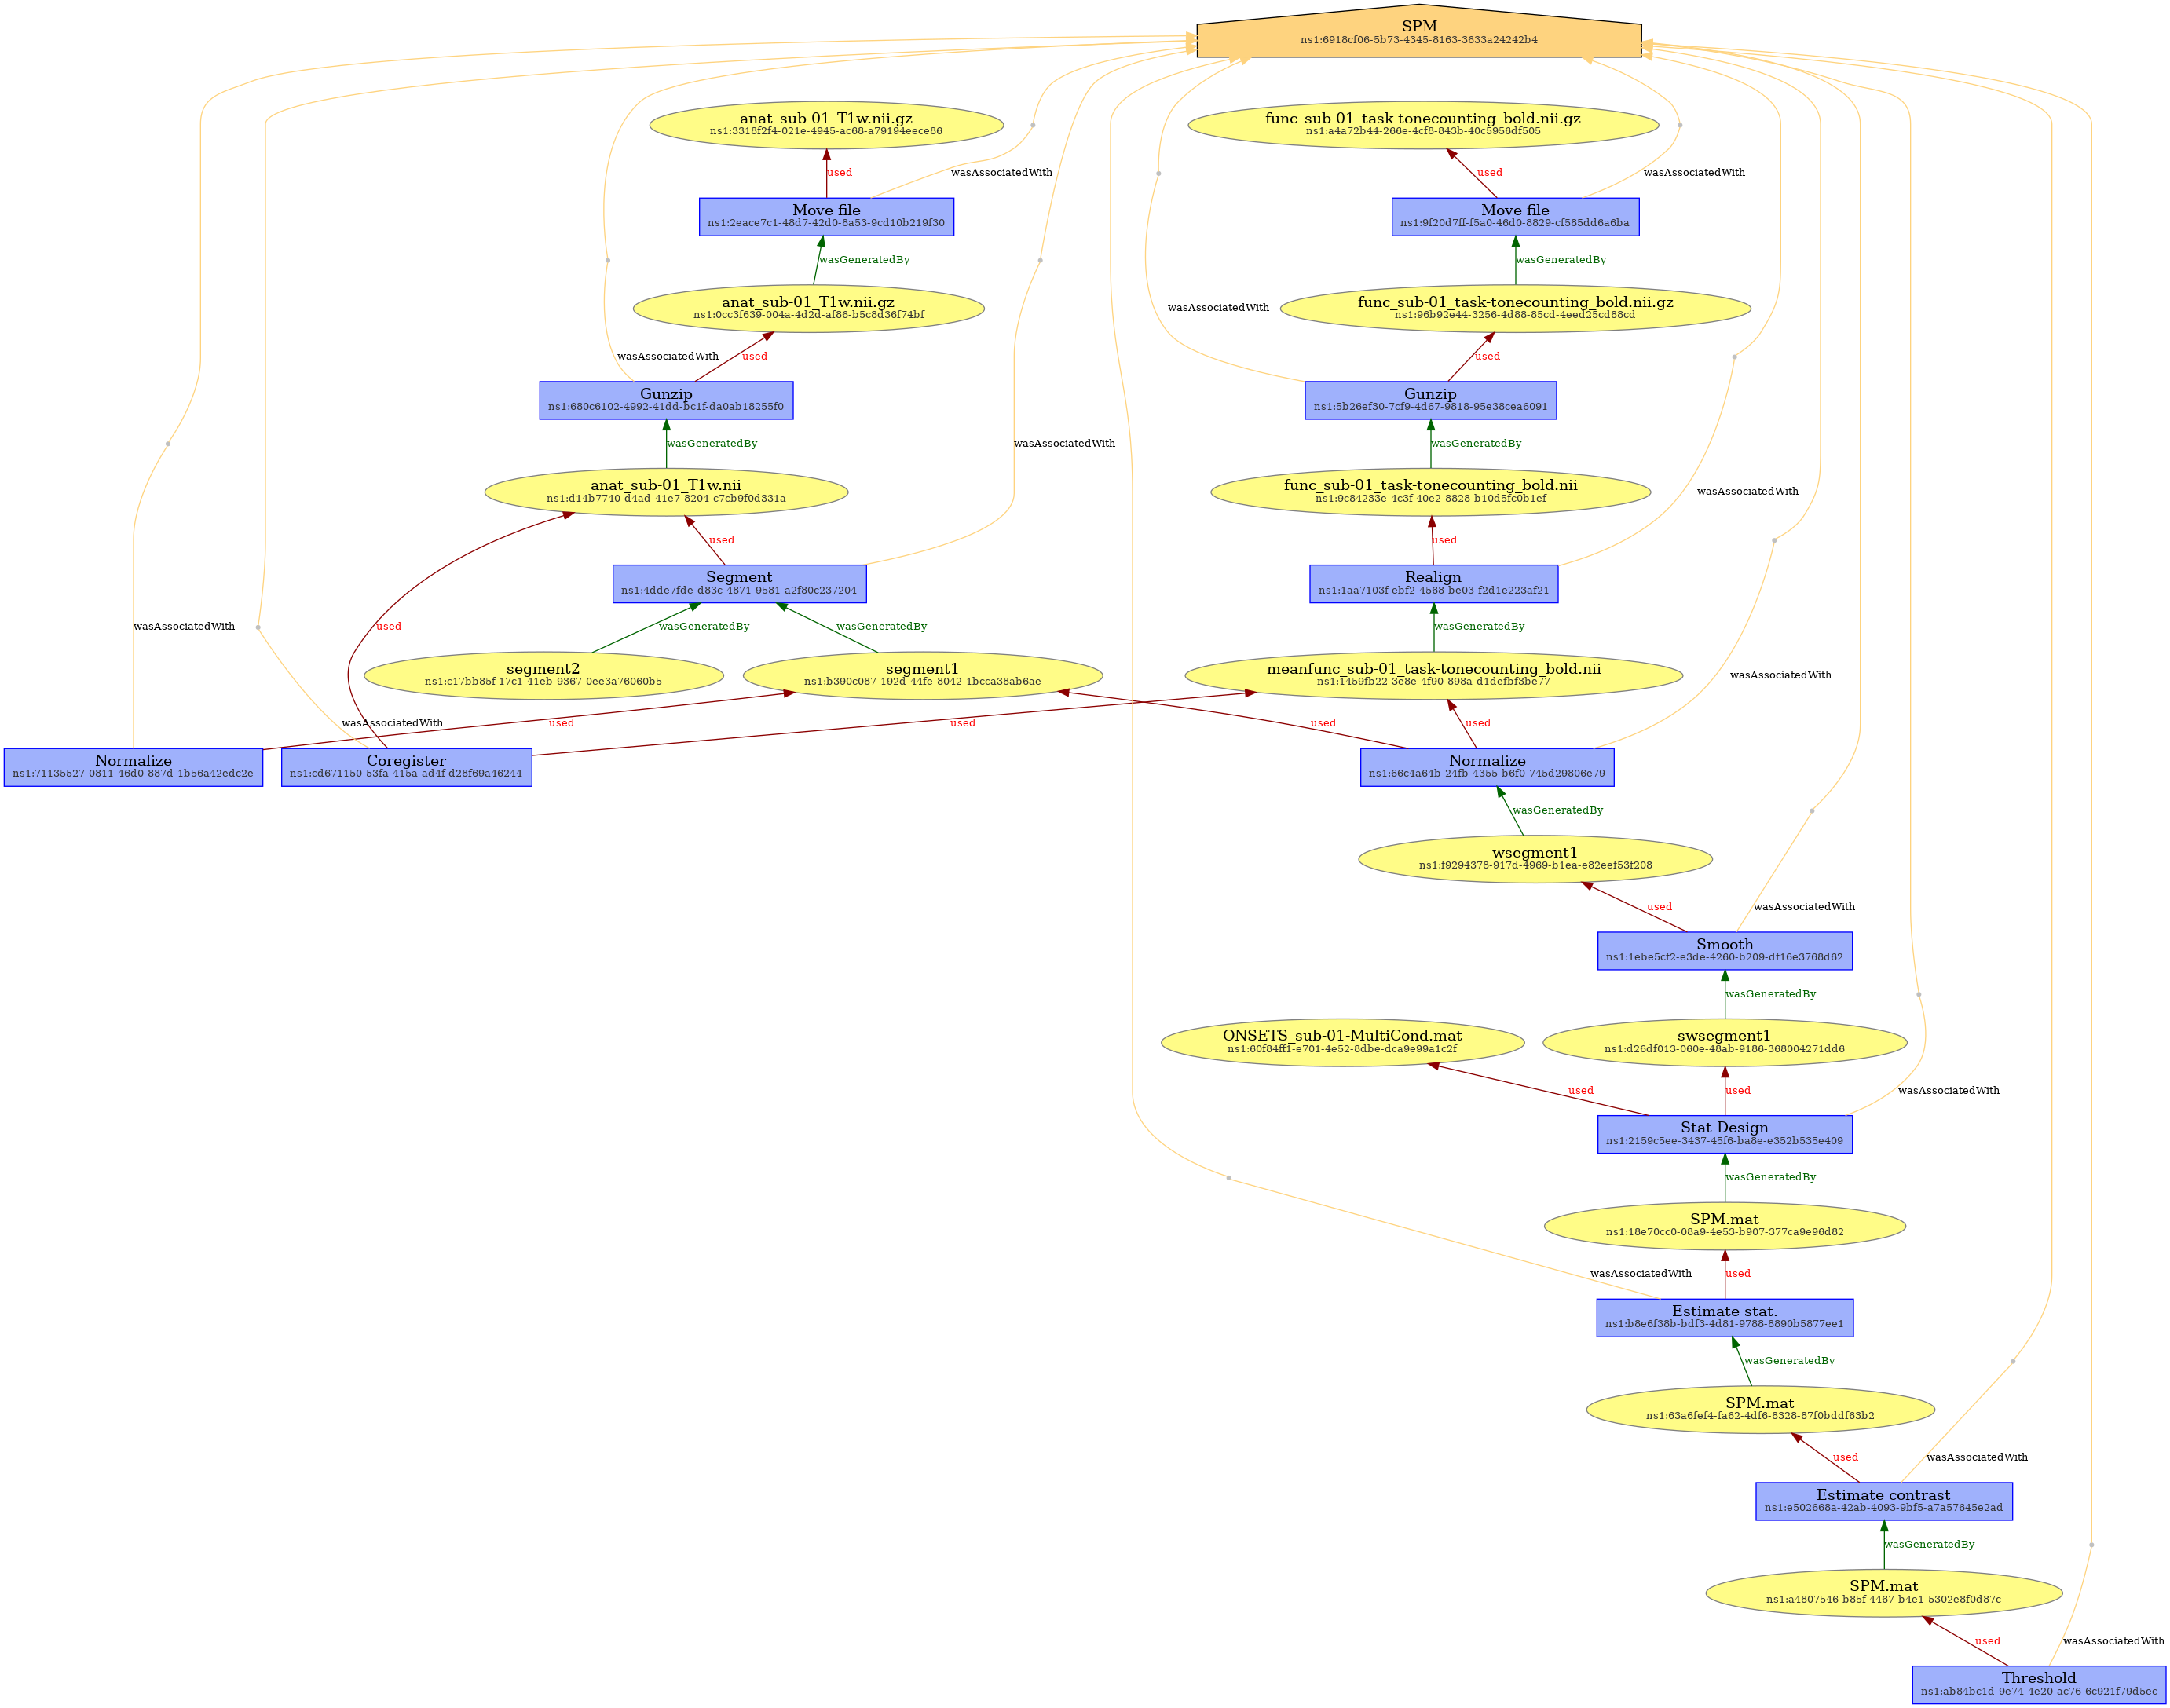 SPM
ns1:6918cf06-5b73-4345-8163-3633a24242b4
anat_sub-01_T1w.nii.gz
ns1:3318f2f4-021e-4945-ac68-a79194eece86
func_sub-01_task-tonecounting_bold.nii.gz
ns1:a4a72b44-266e-4cf8-843b-40c5956df505
used
wasAssociatedWith
used
wasAssociatedWith
Move file
ns1:2eace7c1-48d7-42d0-8a53-9cd10b219f30
Move file
ns1:9f20d7ff-f5a0-46d0-8829-cf585dd6a6ba
wasGeneratedBy
wasGeneratedBy
anat_sub-01_T1w.nii.gz
ns1:0cc3f639-004a-4d2d-af86-b5c8d36f74bf
wasAssociatedWith
func_sub-01_task-tonecounting_bold.nii.gz
ns1:96b92e44-3256-4d88-85cd-4eed25cd88cd
wasAssociatedWith
used
used
Gunzip
ns1:680c6102-4992-41dd-bc1f-da0ab18255f0
Gunzip
ns1:5b26ef30-7cf9-4d67-9818-95e38cea6091
wasGeneratedBy
wasAssociatedWith
wasGeneratedBy
anat_sub-01_T1w.nii
ns1:d14b7740-d4ad-41e7-8204-c7cb9f0d331a
func_sub-01_task-tonecounting_bold.nii
ns1:9c84233e-4c3f-40e2-8828-b10d5fc0b1ef
wasAssociatedWith
used
used
Segment
ns1:4dde7fde-d83c-4871-9581-a2f80c237204
Realign
ns1:1aa7103f-ebf2-4568-be03-f2d1e223af21
wasAssociatedWith
used
wasGeneratedBy
wasGeneratedBy
wasGeneratedBy
segment2
ns1:c17bb85f-17c1-41eb-9367-0ee3a76060b5
segment1
ns1:b390c087-192d-44fe-8042-1bcca38ab6ae
meanfunc_sub-01_task-tonecounting_bold.nii
ns1:1459fb22-3e8e-4f90-898a-d1defbf3be77
wasAssociatedWith
wasAssociatedWith
used
used
used
used
Normalize
ns1:71135527-0811-46d0-887d-1b56a42edc2e
Coregister
ns1:cd671150-53fa-415a-ad4f-d28f69a46244
Normalize
ns1:66c4a64b-24fb-4355-b6f0-745d29806e79
wasGeneratedBy
wsegment1
ns1:f9294378-917d-4969-b1ea-e82eef53f208
used
wasAssociatedWith
Smooth
ns1:1ebe5cf2-e3de-4260-b209-df16e3768d62
wasGeneratedBy
ONSETS_sub-01-MultiCond.mat
ns1:60f84ff1-e701-4e52-8dbe-dca9e99a1c2f
swsegment1
ns1:d26df013-060e-48ab-9186-368004271dd6
used
used
wasAssociatedWith
Stat Design
ns1:2159c5ee-3437-45f6-ba8e-e352b535e409
wasGeneratedBy
SPM.mat
ns1:18e70cc0-08a9-4e53-b907-377ca9e96d82
wasAssociatedWith
used
Estimate stat.
ns1:b8e6f38b-bdf3-4d81-9788-8890b5877ee1
wasGeneratedBy
SPM.mat
ns1:63a6fef4-fa62-4df6-8328-87f0bddf63b2
used
wasAssociatedWith
Estimate contrast
ns1:e502668a-42ab-4093-9bf5-a7a57645e2ad
wasGeneratedBy
SPM.mat
ns1:a4807546-b85f-4467-b4e1-5302e8f0d87c
used
wasAssociatedWith
Threshold
ns1:ab84bc1d-9e74-4e20-ac76-6c921f79d5ec